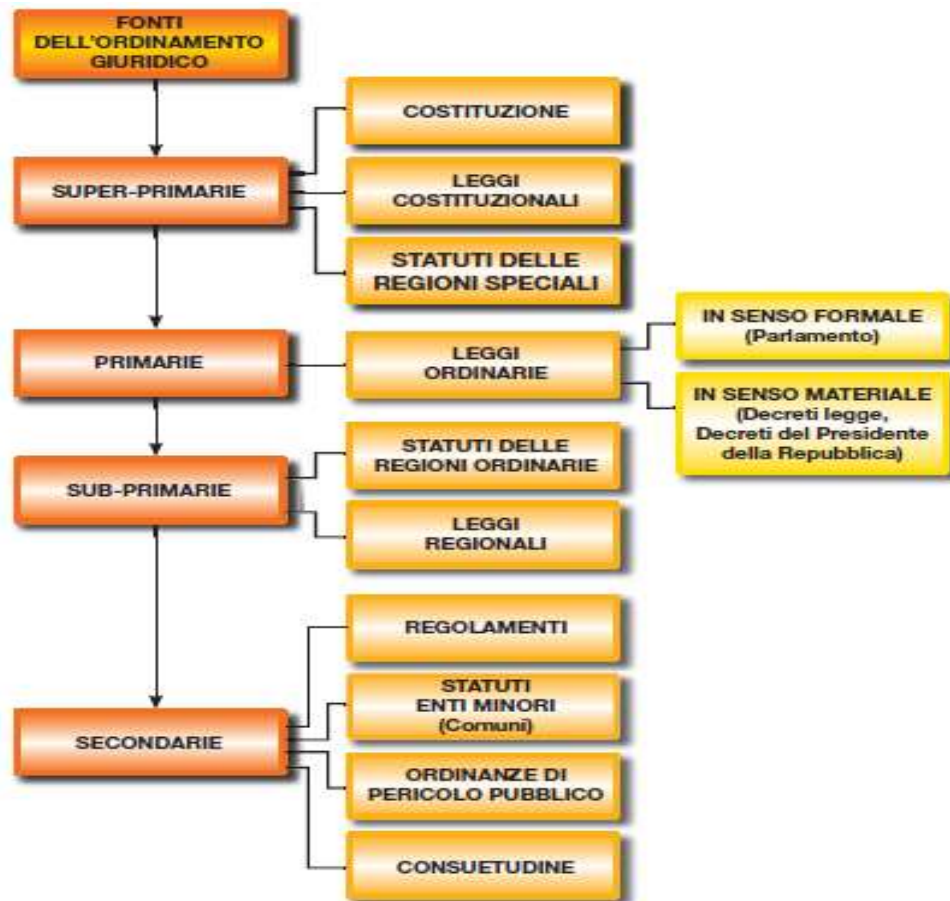 FONTI
DELL'ORDINAMENTO
GIURIDICO
SUPER-PRIMARIE
COSTITUZIONE
LEGGI
COSTITUZIONALI
STATUTI DELLE
REGIONI SPECIALI
PRIMARIE
LEGGI
ORDINARIE
IN SENSO FORMALE
(Parlamento)
IN SENSO MATERIALE
(Decreti legge,
Decreti del Presidente
della Repubblica)
SUB-PRIMARIE
STATUTI DELLE
REGIONI ORDINARIE
LEGGI
REGIONALI
SECONDARIE
REGOLAMENTI
STATUTI
ENTI MINORI
(Comuni)
ORDINANZE DI
PERICOLO PUBBLICO
CONSUETUDINE